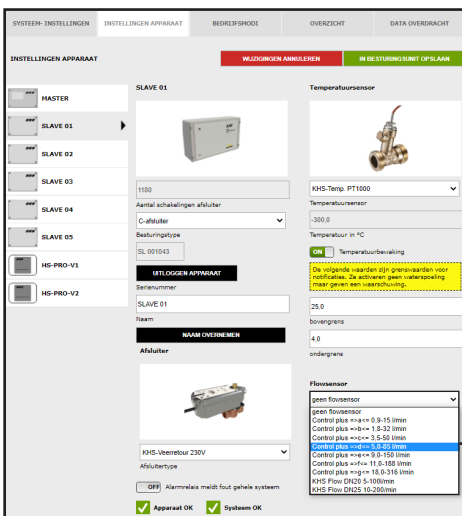 SYSTEEM- INSTELLINGEN
INSTELLINGEN APPARAAT
BEDRIJFSMODI
OVERZICHT
DATA OVERDRACHT
INSTELLINGEN APPARAAT
WIJZIGINGEN ANNULEREN
IN BESTURINGSUNIT OPSLAAN
MASTER
SLAVE 01
SLAVE 02
SLAVE 03
SLAVE 04
SLAVE 05
HS-PRO-V1
HS-PRO-V2
SLAVE 01
1180
Aantal schakelingen afsluiter
C-afsluiter
Besturingstype
SL 001043
UITLOGGEN APPARAAT
Serienummer
SLAVE 01
Naam
NAAM OVERNEMEN
Afsluiter
KHS-Veerretour 230V
Afsluitertype
OFF Alarmrelais meldt fout gehele systeem
Apparaat OK
Systeem OK
Temperatuursensor
KHS-Temp. PT1000
Temperatuursensor
-300,0
Temperatuur in °C
ON Temperatuurbewaking
De volgende waarden zijn grenswaarden voor
notificaties. Ze activeren geen waterspoeling
maar geven een waarschuwing.
25,0
bovengrens
4,0
ondergrens
Flowsensor
geen flowsensor
geen flowsensor
Control plus =>a<= 0,9-15 l/min
Control plus =>b<= 1,8-32 l/min
Control plus =>c<= 3,5-50 l/min
Control plus =>d<= 5,0-85 l/min
Control plus =>e<= 9,0-150 l/min
Control plus =>f<= 11,0-188 l/min
Control plus =>g<= 18,0-316 l/min
KHS Flow DN20 5-100l/min
KHS Flow DN25 10-200/min